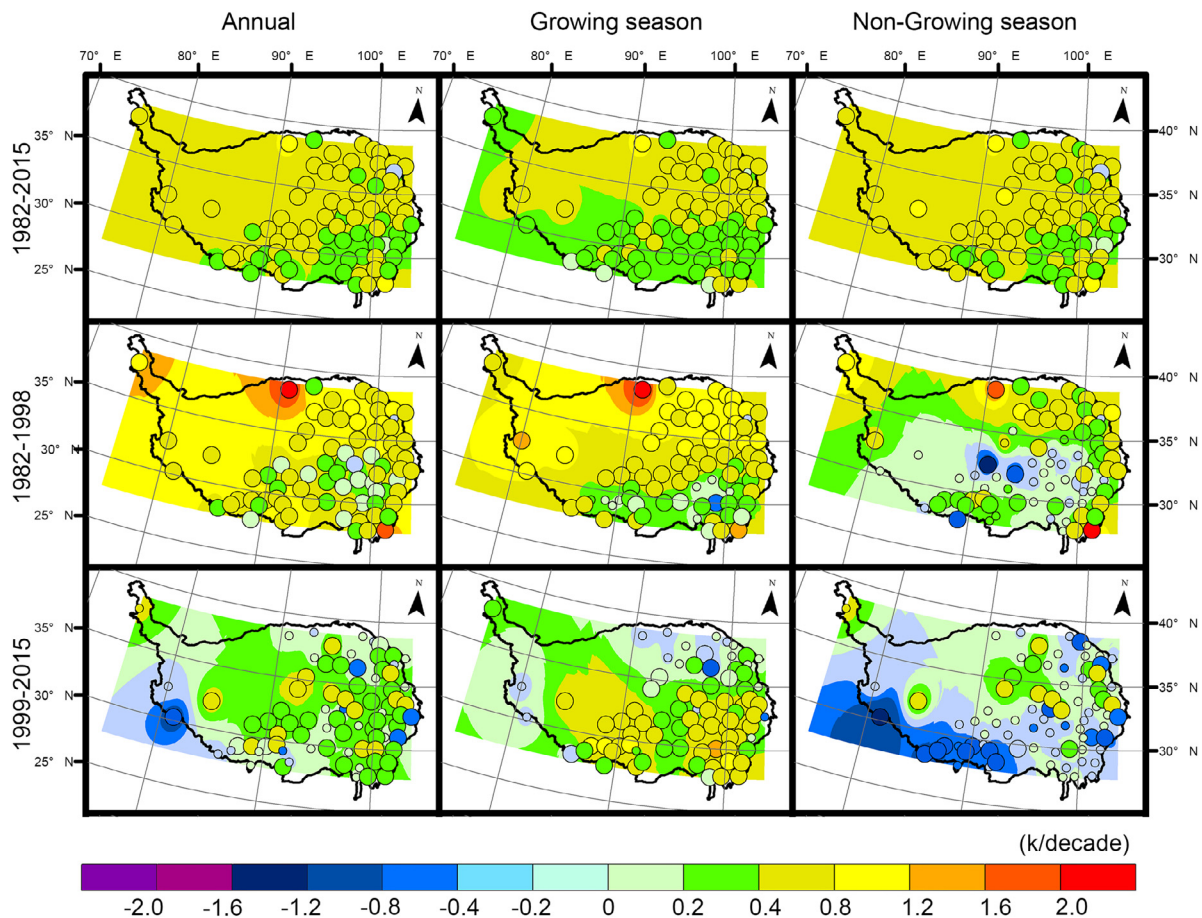 Annual Growing season Non-Growing season
70° E 80° E 90° E 100° E 70° E 80° E 90° E 100° E 70° E 80° E 90° E 100° E
1982-2015
35° N
30° N
25° N
N N N
40° N
35° N
30° N
1982-1998
35° N
30° N
25° N
N N N
40° N
35° N
30° N
1999-2015
35° N
30° N
25° N
N N N
40° N
35° N
30° N
(k/decade)
-2.0 -1.6 -1.2 -0.8 -0.4 -0.2 0 0.2 0.4 0.8 1.2 1.6 2.0